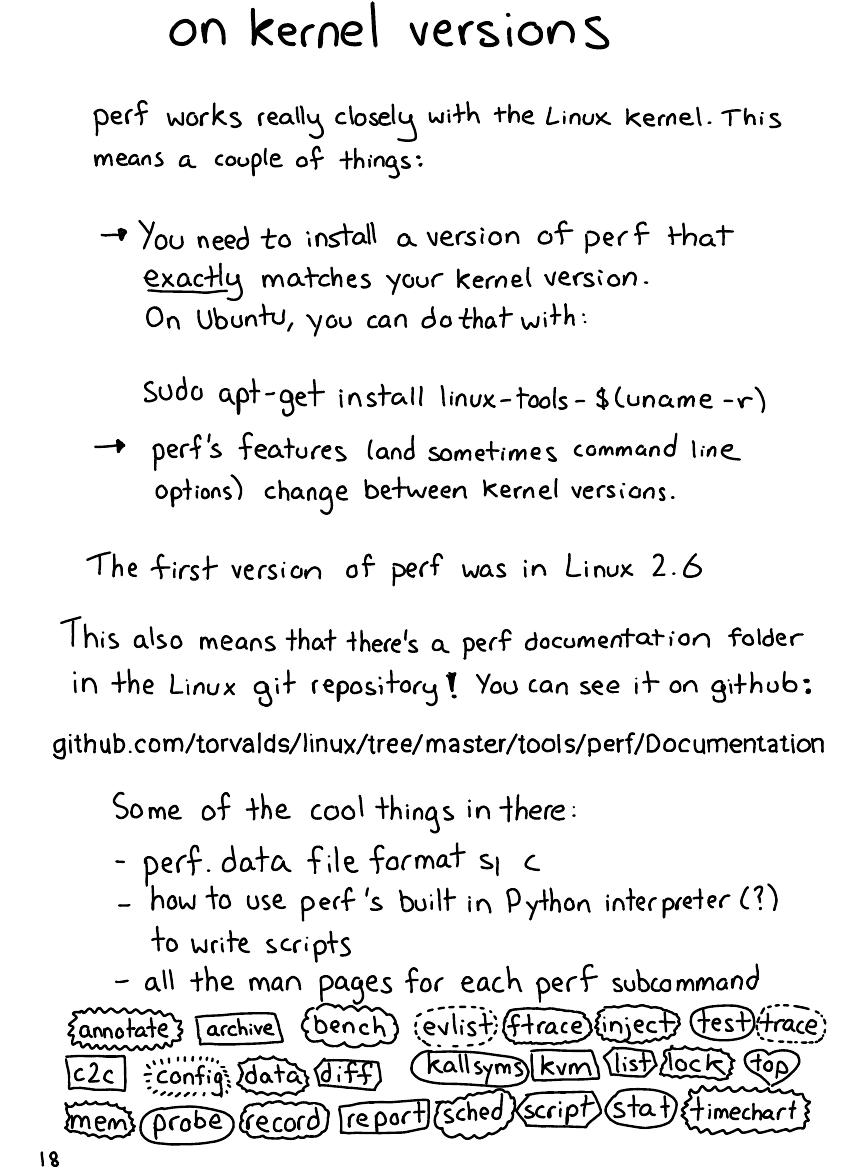 on kernel versions
perf works really closely with the Linux kernel. This
means a couple of things:
→ You need to install a version of perf that
exactly matches your kernel version.
On Ubuntu, you can do that with:
sudo apt-get install linux-tools-$(uname -r)
→ perf's features (and sometimes command line
options) change between kernel versions.
The first version of perf was in Linux 2.6
This also means that there's a perf documentation folder
in the Linux git repository! You can see it on github:
github.com/torvalds/linux/tree/master/tools/perf/Documentation
Some of the cool things in there:
- perf.data file format
- how to use perf's built in Python interpreter (?)
to write scripts
- all the man pages for each perf subcommand
annotate archive bench evlist ftrace inject test trace
c2c config data diff kallsyms kvm list lock top
mem probe record report sched script stat timechart
18